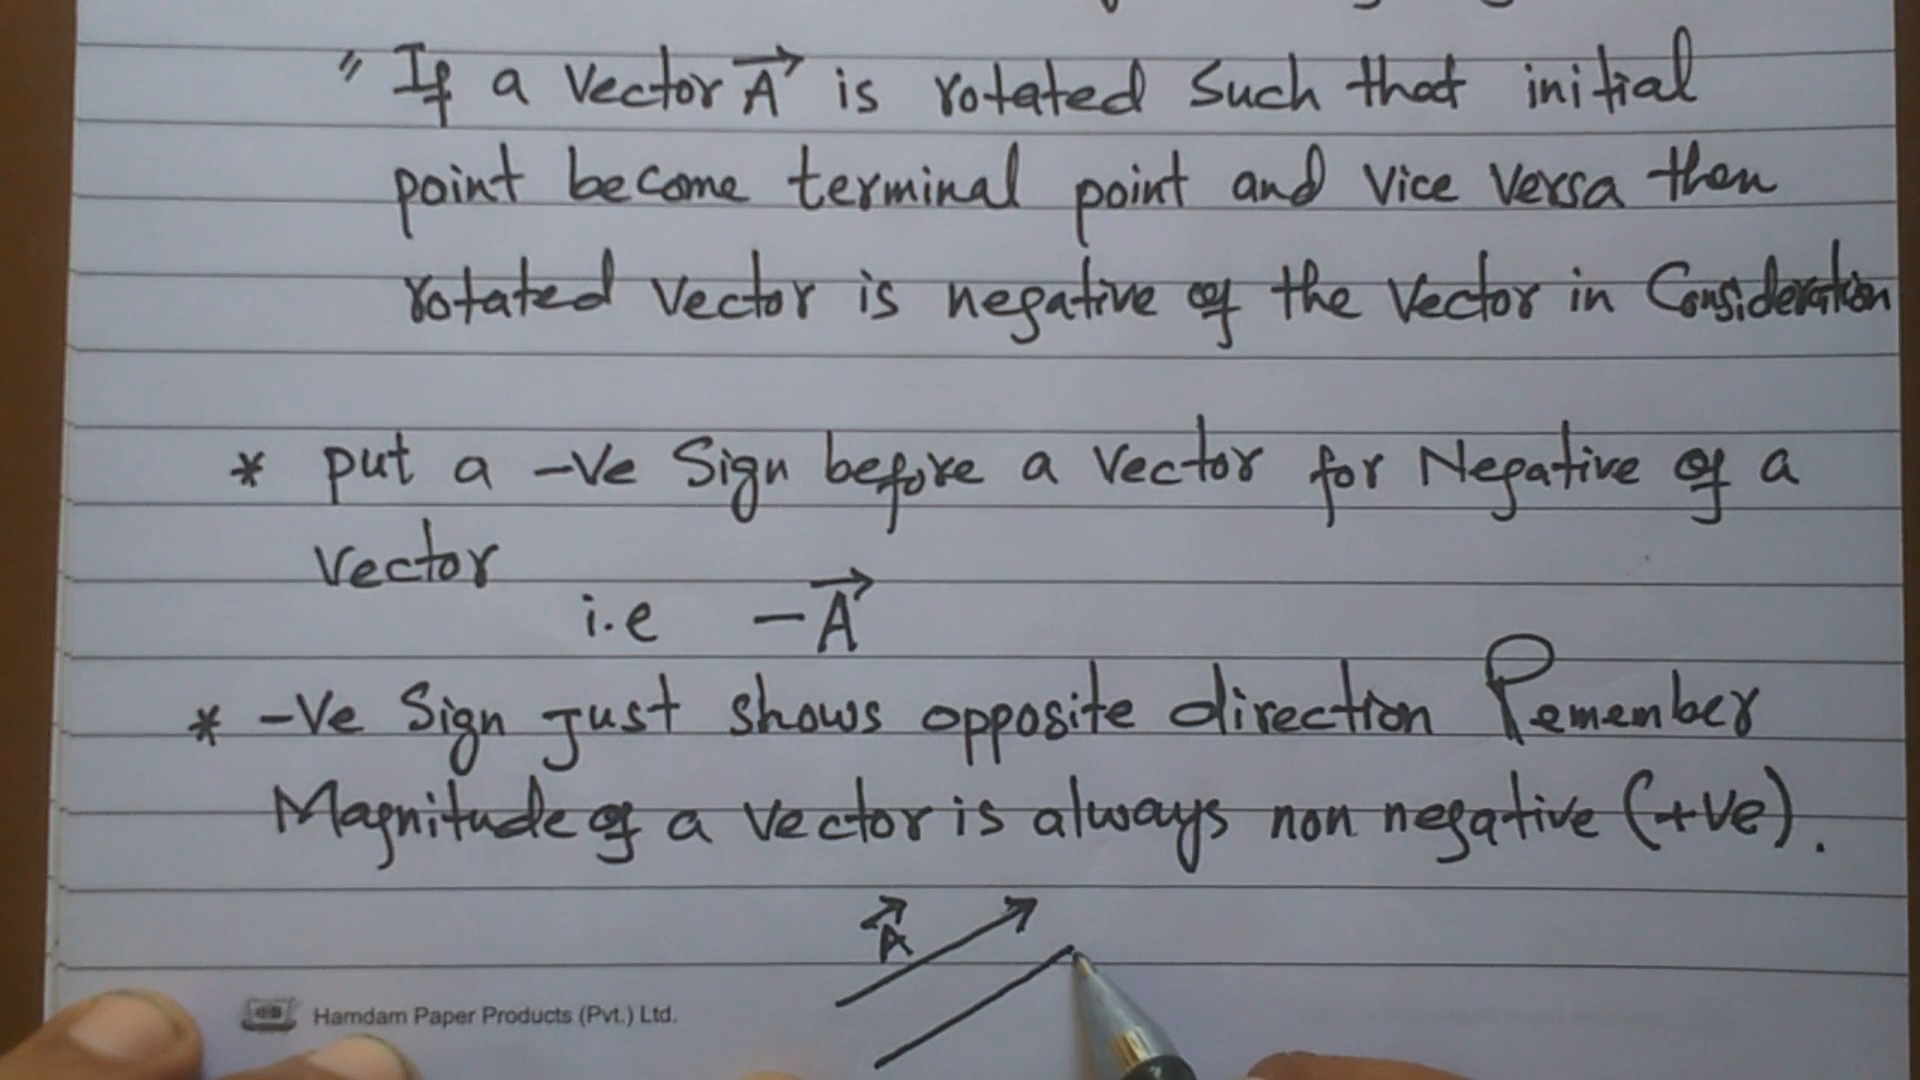 " If a Vector A is rotated Such that initial
point become terminal point and Vice Versa then
rotated Vector is negative of the Vector in Consideration
* put a -Ve Sign before a Vector for Negative of a
Vector
i.e -A
* -Ve Sign Just shows opposite direction Remember
Magnitude of a Vector is always non negative (+Ve).
A
Hamdam Paper Products (Pvt.) Ltd.